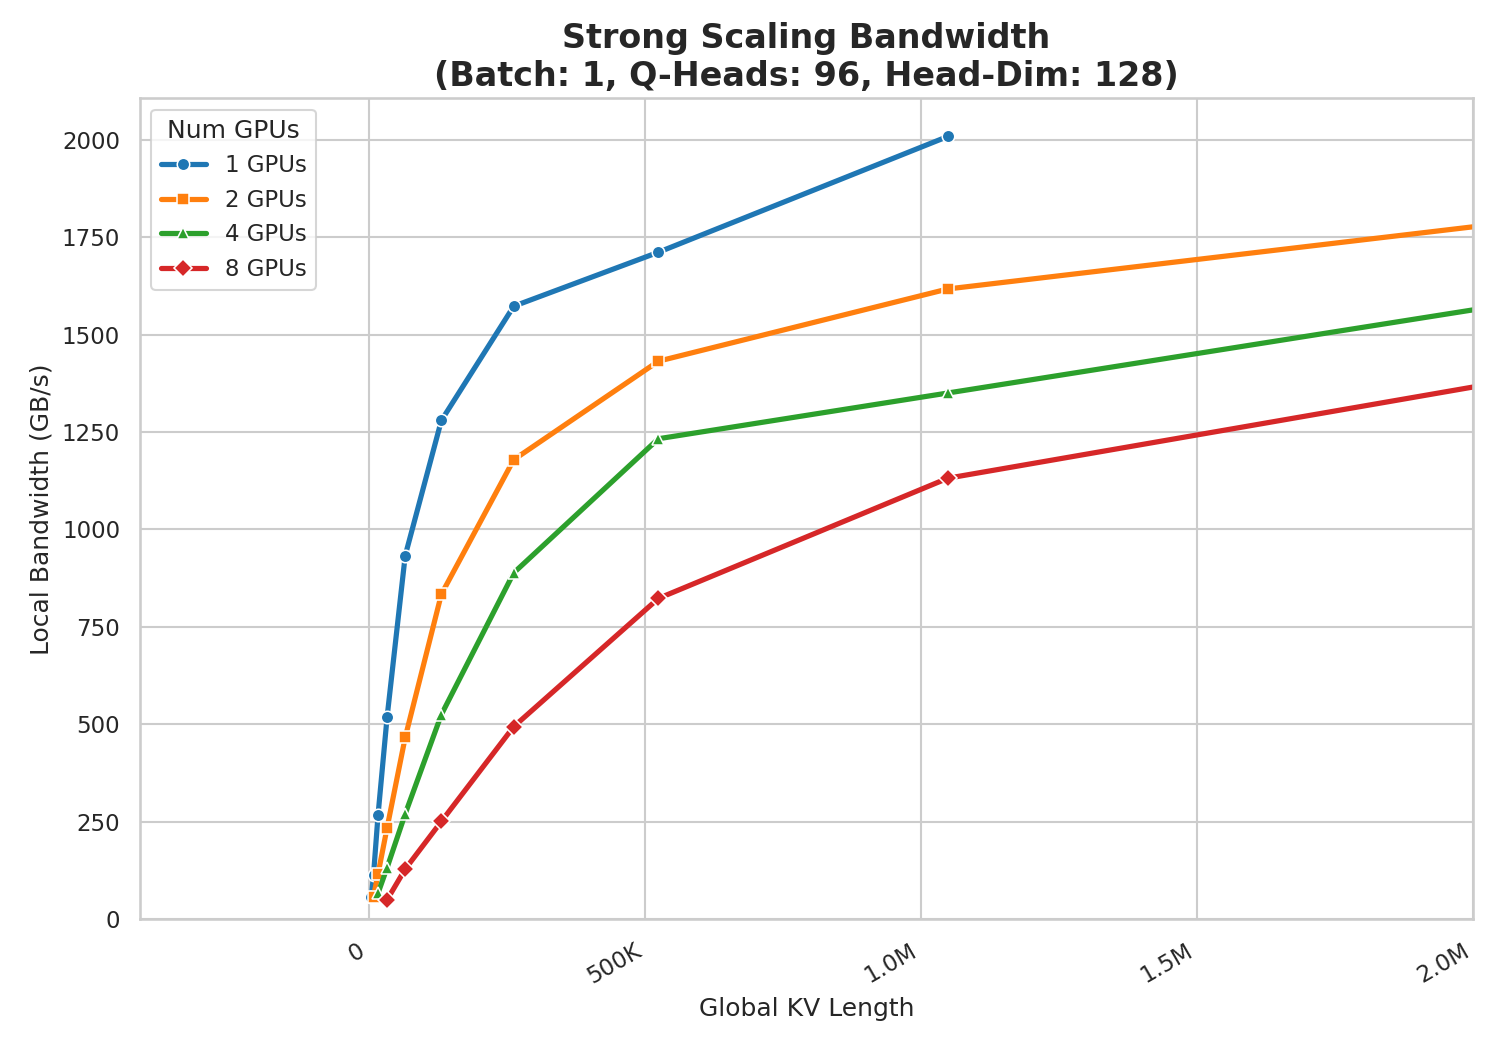 Strong Scaling Bandwidth
(Batch: 1, Q-Heads: 96, Head-Dim: 128)
Num GPUs
1 GPUs
2 GPUs
4 GPUs
8 GPUs
Local Bandwidth (GB/s)
2000
1750
1500
1250
1000
750
500
250
0
0
500K
1.0M
1.5M
2.0M
Global KV Length